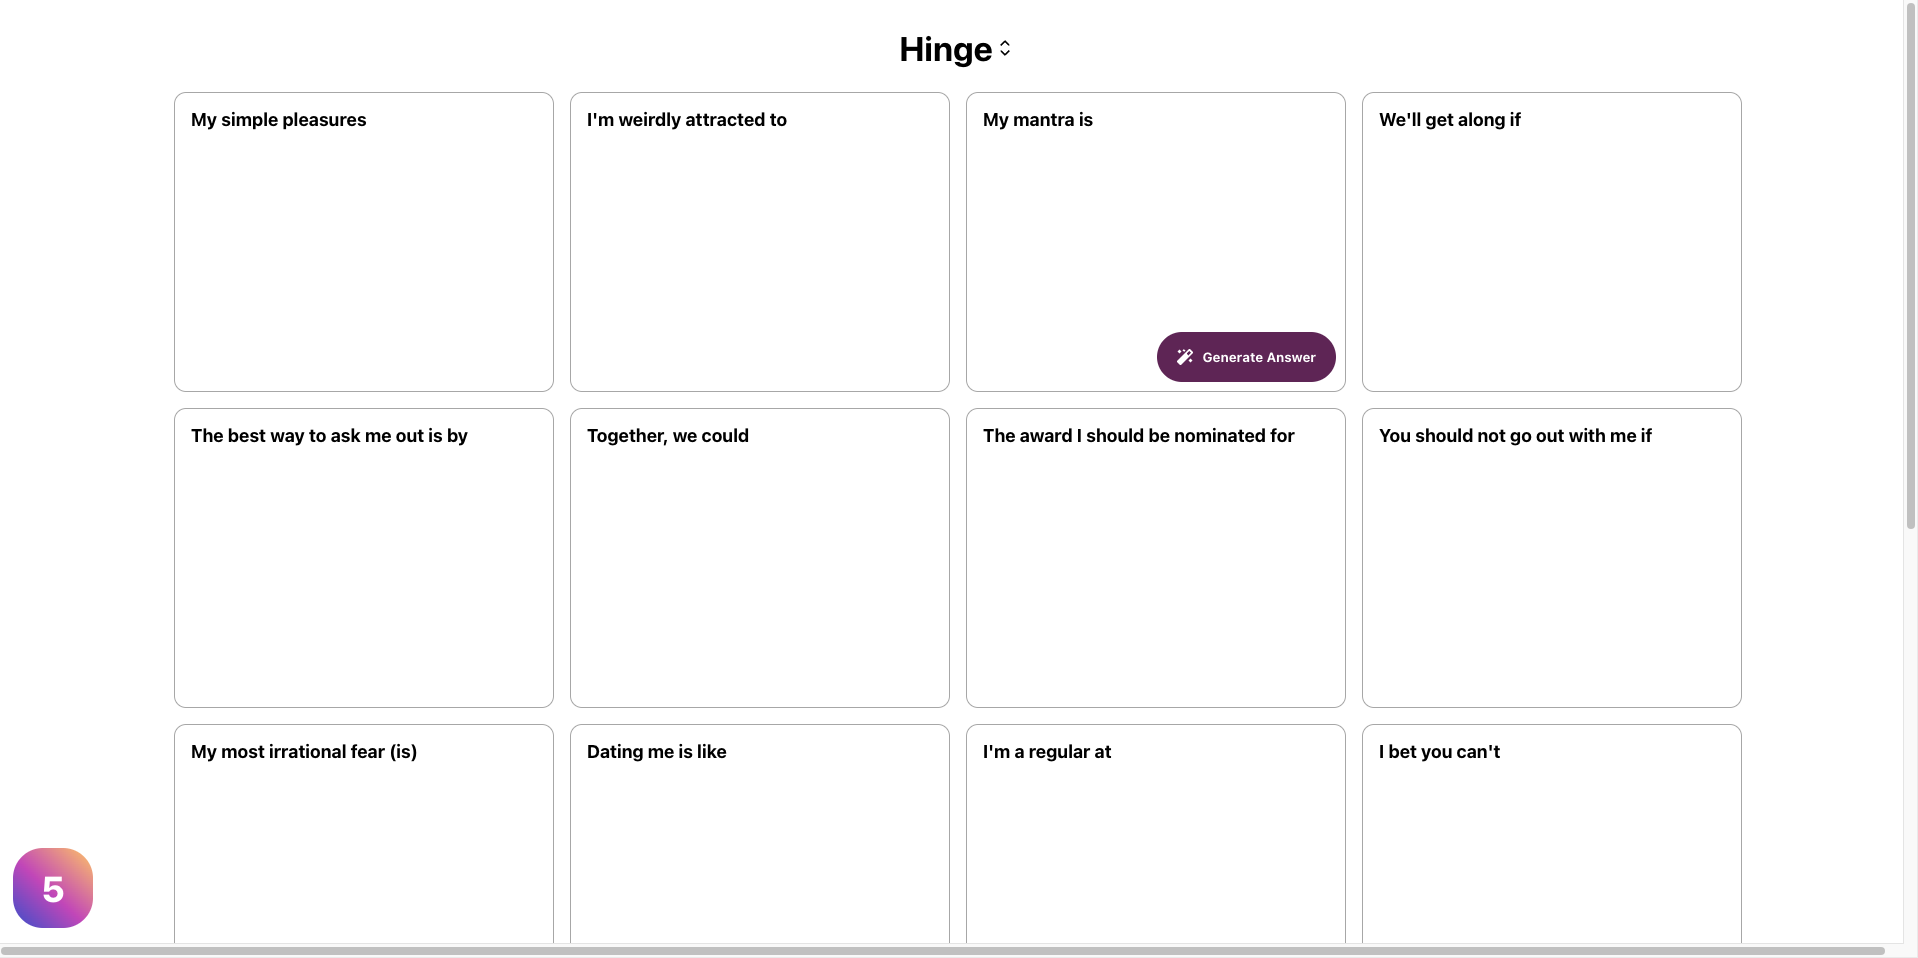 Hinge
My simple pleasures
I'm weirdly attracted to
My mantra is
We'll get along if
Generate Answer
The best way to ask me out is by
Together, we could
The award I should be nominated for
You should not go out with me if
My most irrational fear (is)
Dating me is like
I'm a regular at
I bet you can't
5